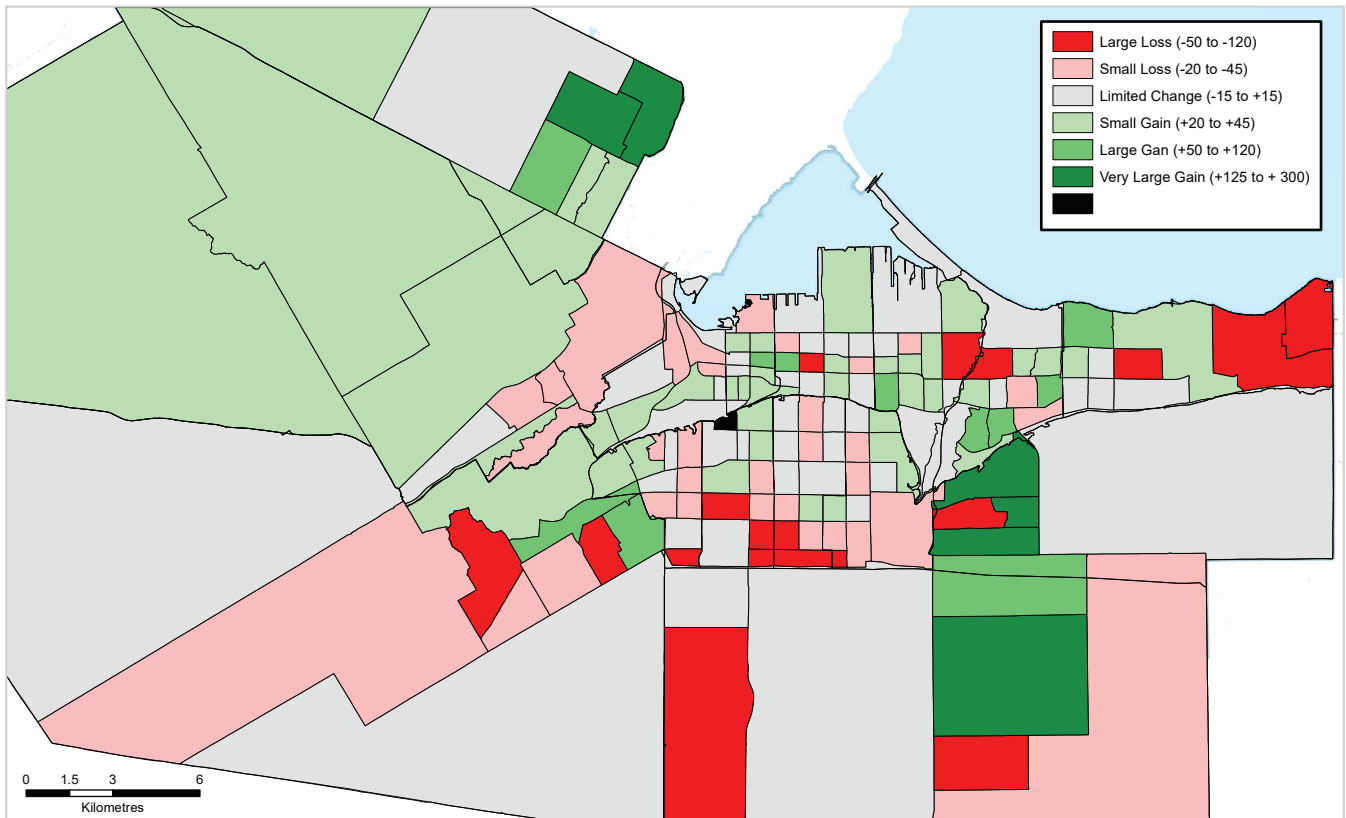 Large Loss (-50 to -120)
Small Loss (-20 to -45)
Limited Change (-15 to +15)
Small Gain (+20 to +45)
Large Gan (+50 to +120)
Very Large Gain (+125 to + 300)
0 1.5 3 6
Kilometres